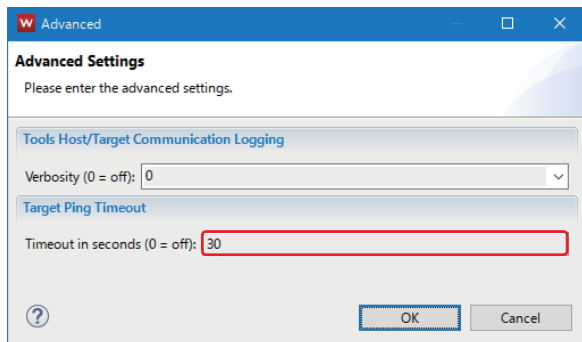 W Advanced
Advanced Settings
Please enter the advanced settings.
Tools Host/Target Communication Logging
Verbosity (0 = off): 0
Target Ping Timeout
Timeout in seconds (0 = off): 30
?
OK Cancel